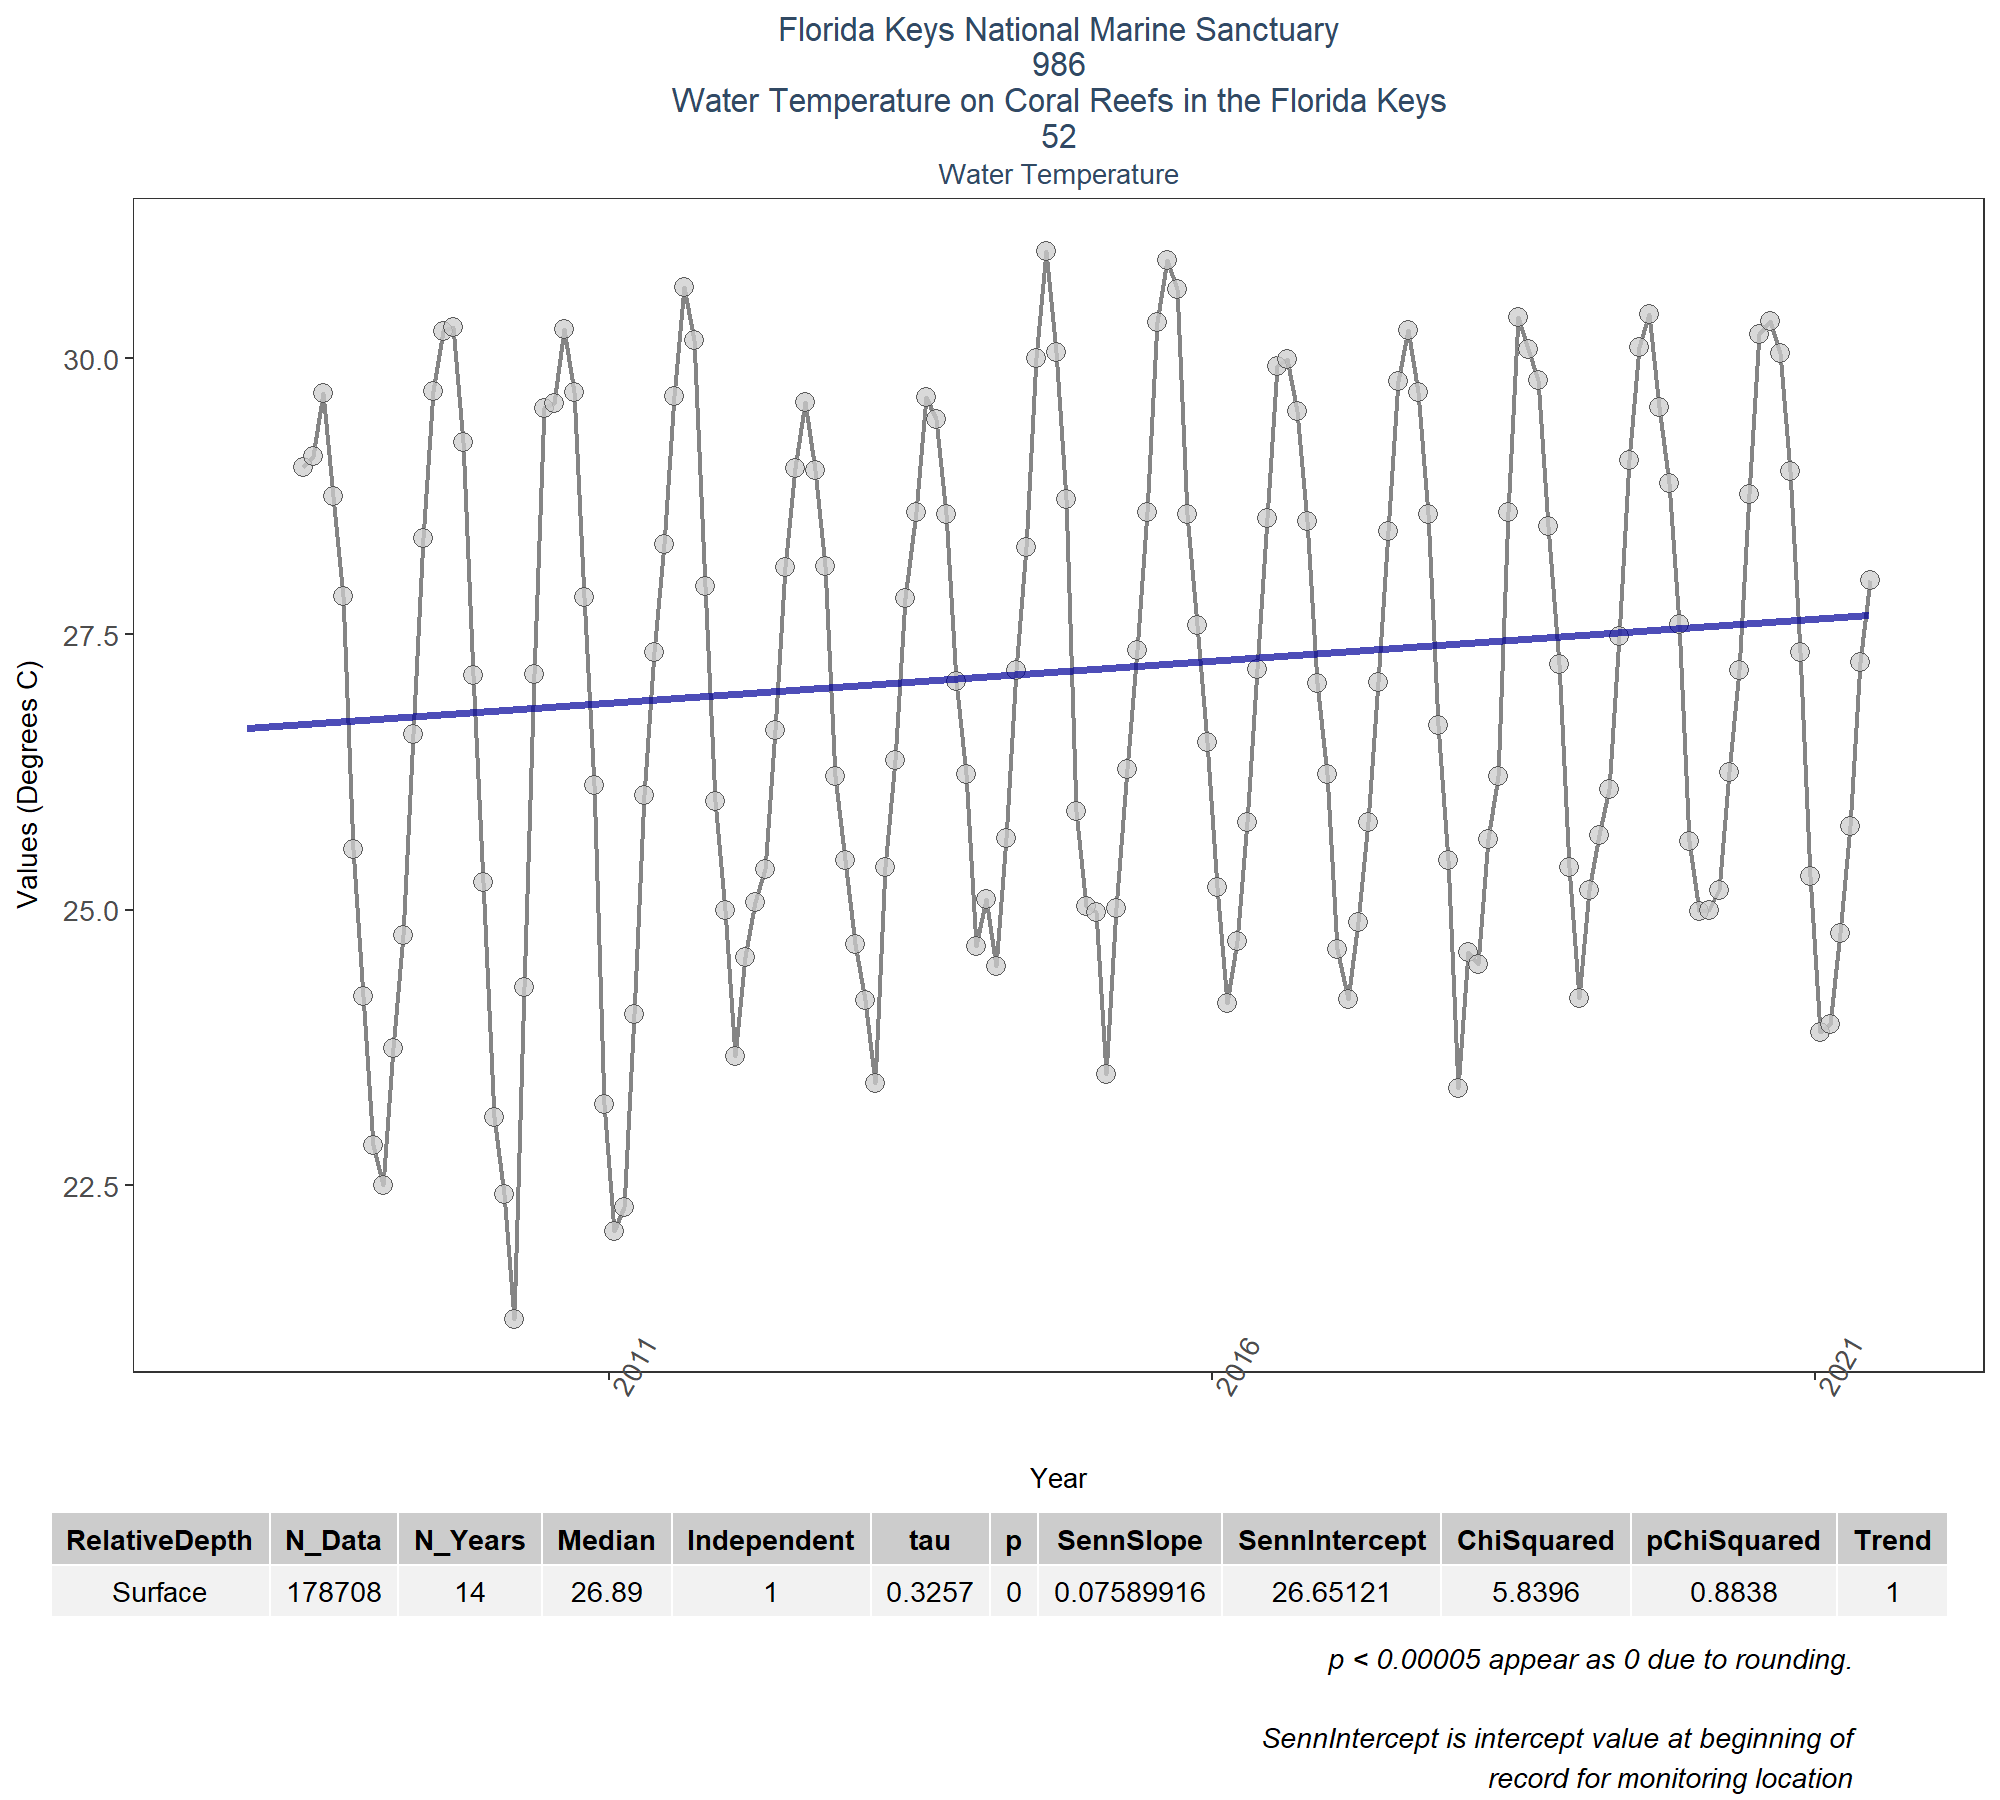 Florida Keys National Marine Sanctuary
986
Water Temperature on Coral Reefs in the Florida Keys
52
Water Temperature
Values (Degrees C)
30.0
27.5
25.0
22.5
2011
2016
2021
Year
RelativeDepth N_Data N_Years Median Independent tau p SennSlope SennIntercept ChiSquared pChiSquared Trend
Surface 178708 14 26.89 1 0.3257 0 0.07589916 26.65121 5.8396 0.8838 1
p < 0.00005 appear as 0 due to rounding.
SennIntercept is intercept value at beginning of
record for monitoring location